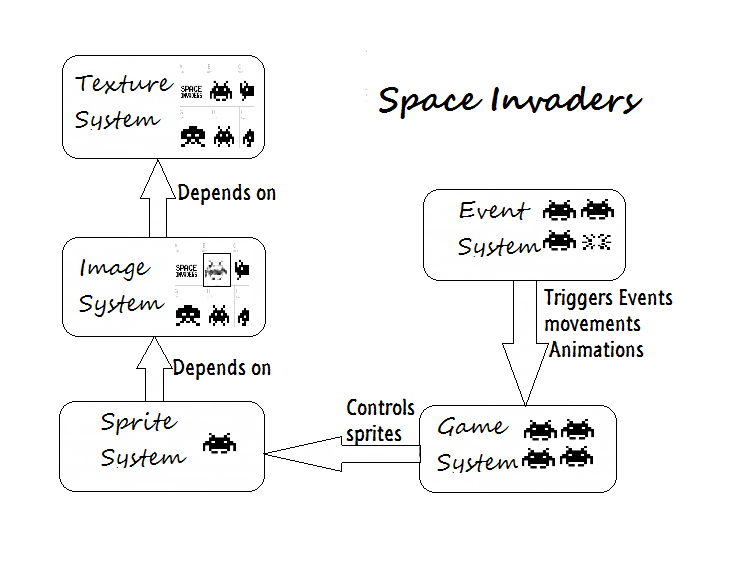 Space Invaders
Texture
System
SPACE
INVADERS
Depends on
Image
System
SPACE
INVADERS
Depends on
Sprite
System
Event
System
Triggers Events
movements
Animations
Game
System
Controls
sprites